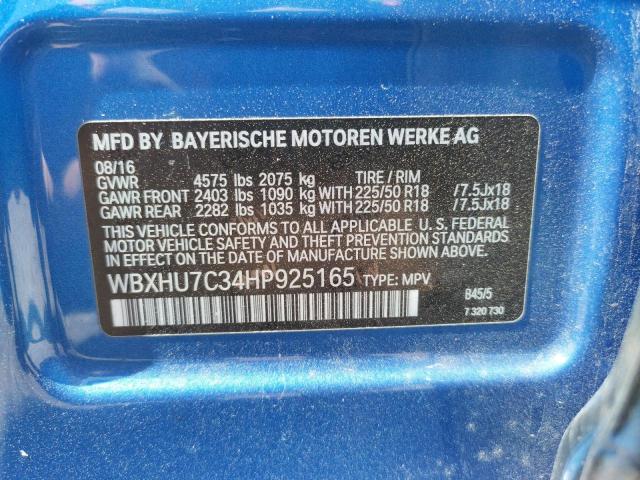 MFD BY BAYERISCHE MOTOREN WERKE AG
08/16
GVWR 4575 lbs 2075 kg TIRE / RIM
GAWR FRONT 2403 lbs 1090 kg WITH 225/50 R18 /7.5Jx18
GAWR REAR 2282 lbs 1035 kg WITH 225/50 R18 /7.5Jx18
THIS VEHICLE CONFORMS TO ALL APPLICABLE U. S. FEDERAL
MOTOR VEHICLE SAFETY AND THEFT PREVENTION STANDARDS
IN EFFECT ON THE DATE OF MANUFACTURE SHOWN ABOVE.
WBXHU7C34HP925165 TYPE: MPV
B45/5
7 320 730